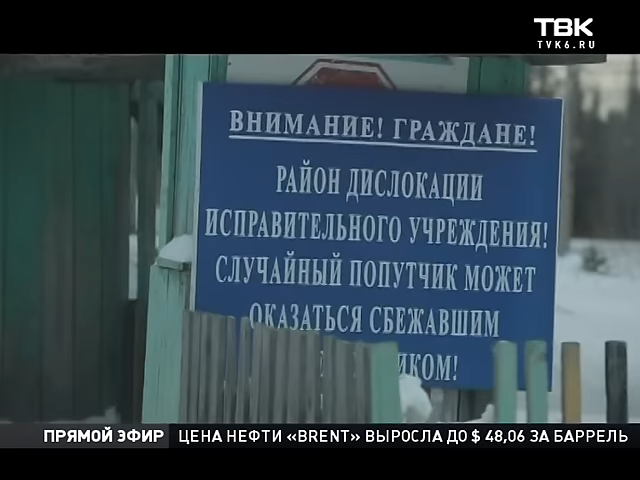 ТВК
TVK6.RU
ВНИМАНИЕ! ГРАЖДАНЕ!
РАЙОН ДИСЛОКАЦИИ
ИСПРАВИТЕЛЬНОГО УЧРЕЖДЕНИЯ!
СЛУЧАЙНЫЙ ПОПУТЧИК МОЖЕТ
ОКАЗАТЬСЯ СБЕЖАВШИМ
ПРЯМОЙ ЭФИР ЦЕНА НЕФТИ «BRENT» ВЫРОСЛА ДО $ 48,06 ЗА БАРРЕЛЬ